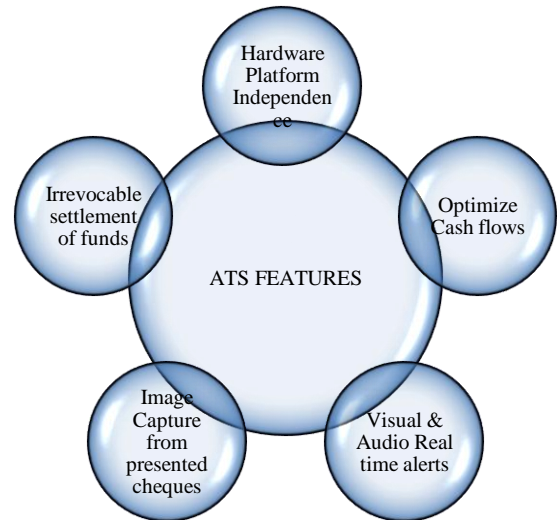 Hardware
Platform
Independen
ce
Irrevocable
settlement
of funds
Optimize
Cash flows
ATS FEATURES
Image
Capture
from
presented
cheques
Visual &
Audio Real
time alerts